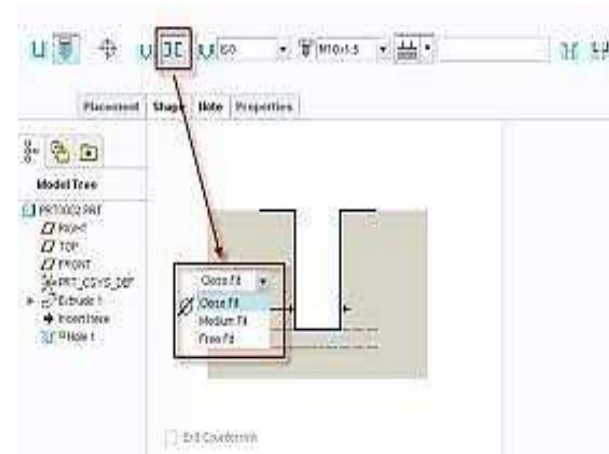 ISO
M10x1.5
Placement Shape Note Properties
Model Tree
PRT0002.PRT
RIGHT
TOP
FRONT
PRT_CSYS_DEF
Extrude 1
Insert Here
Hole 1
Close Fit
Close Fit
Medium Fit
Free Fit
Exit Countersink